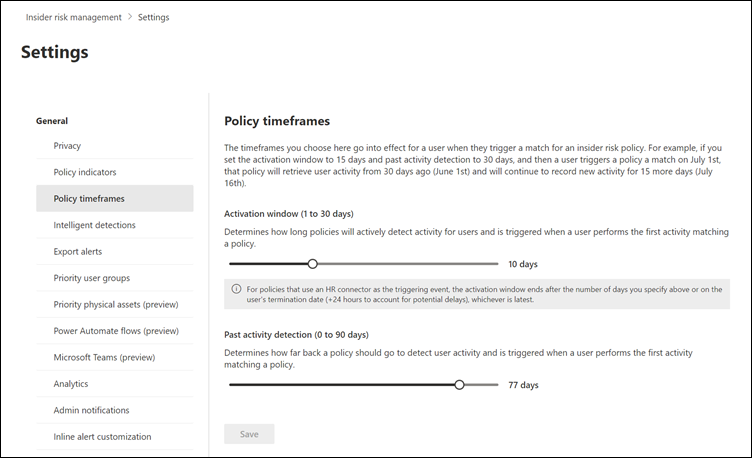 Insider risk management > Settings
Settings
General
Privacy
Policy indicators
Policy timeframes
Intelligent detections
Export alerts
Priority user groups
Priority physical assets (preview)
Power Automate flows (preview)
Microsoft Teams (preview)
Analytics
Admin notifications
Inline alert customization
Policy timeframes
The timeframes you choose here go into effect for a user when they trigger a match for an insider risk policy. For example, if you
set the activation window to 15 days and past activity detection to 30 days, and then a user triggers a policy a match on July 1st,
that policy will retrieve user activity from 30 days ago (June 1st) and will continue to record new activity for 15 more days (July
16th).
Activation window (1 to 30 days)
Determines how long policies will actively detect activity for users and is triggered when a user performs the first activity matching
a policy.
10 days
For policies that use an HR connector as the triggering event, the activation window ends after the number of days you specify above or on the
user's termination date (+24 hours to account for potential delays), whichever is latest.
Past activity detection (0 to 90 days)
Determines how far back a policy should go to detect user activity and is triggered when a user performs the first activity
matching a policy.
77 days
Save